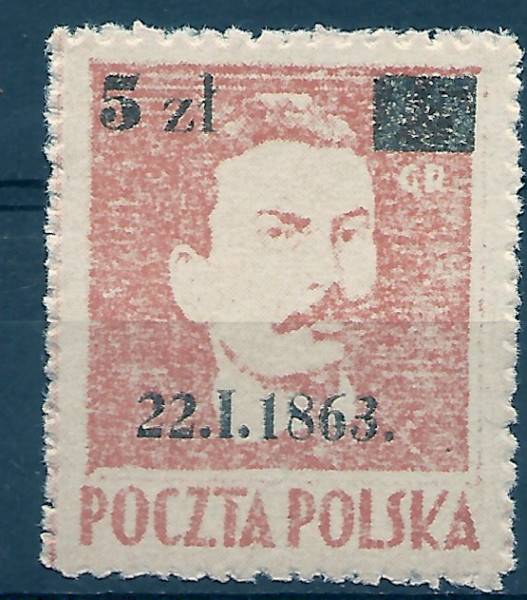 5 zł
GR.
22.I.1863.
POCZTA POLSKA